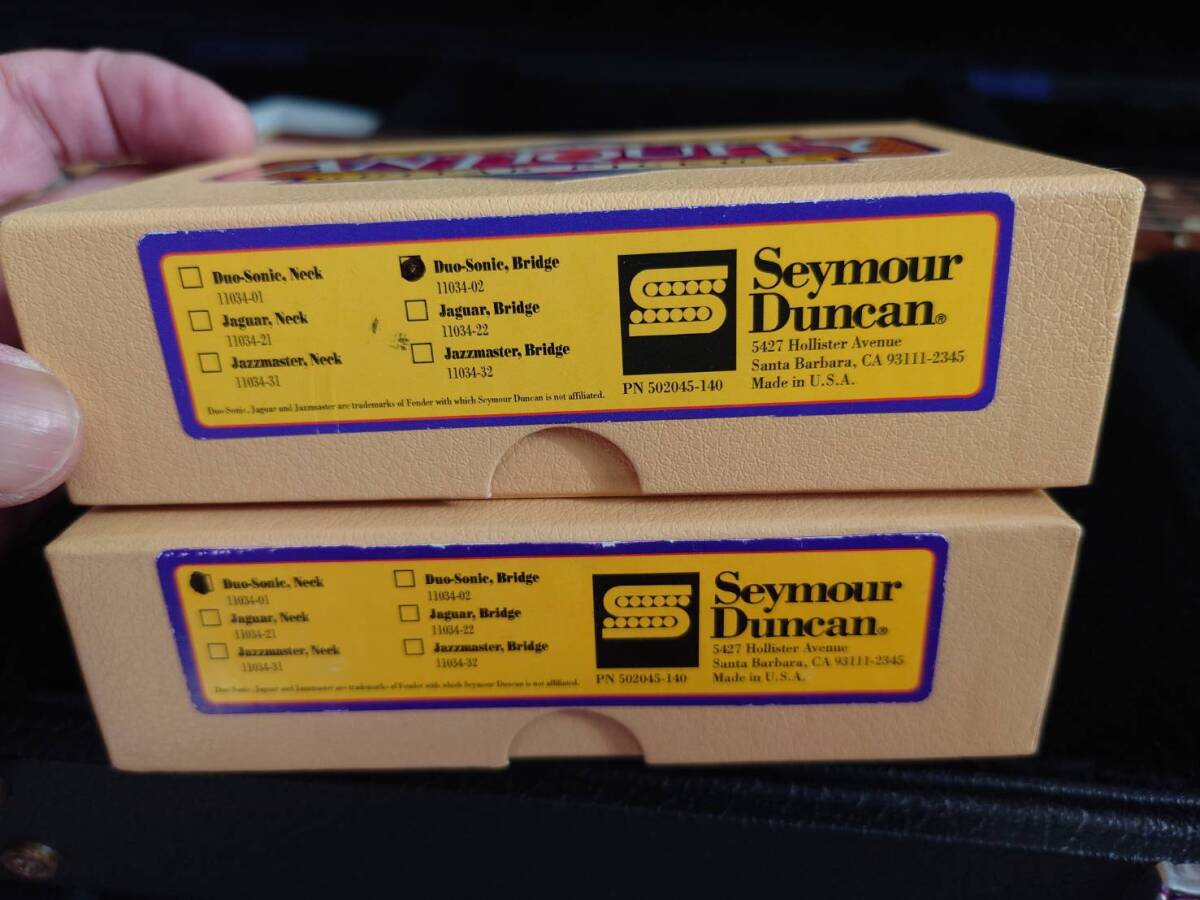 ANTIQUITY
Duo-Sonic, Neck
11034-01
Jaguar, Neck
11034-21
Jazzmaster, Neck
11034-31
Duo-Sonic, Bridge
11034-02
Jaguar, Bridge
11034-22
Jazzmaster, Bridge
11034-32
Duo-Sonic, Jaguar and Jazzmaster are trademarks of Fender with which Seymour Duncan is not affiliated.
PN 502045-140
Seymour
Duncan®
5427 Hollister Avenue
Santa Barbara, CA 93111-2345
Made in U.S.A.
Duo-Sonic, Neck
11034-01
Jaguar, Neck
11034-21
Jazzmaster, Neck
11034-31
Duo-Sonic, Bridge
11034-02
Jaguar, Bridge
11034-22
Jazzmaster, Bridge
11034-32
Duo-Sonic, Jaguar and Jazzmaster are trademarks of Fender with which Seymour Duncan is not affiliated.
PN 502045-140
Seymour
Duncan®
5427 Hollister Avenue
Santa Barbara, CA 93111-2345
Made in U.S.A.